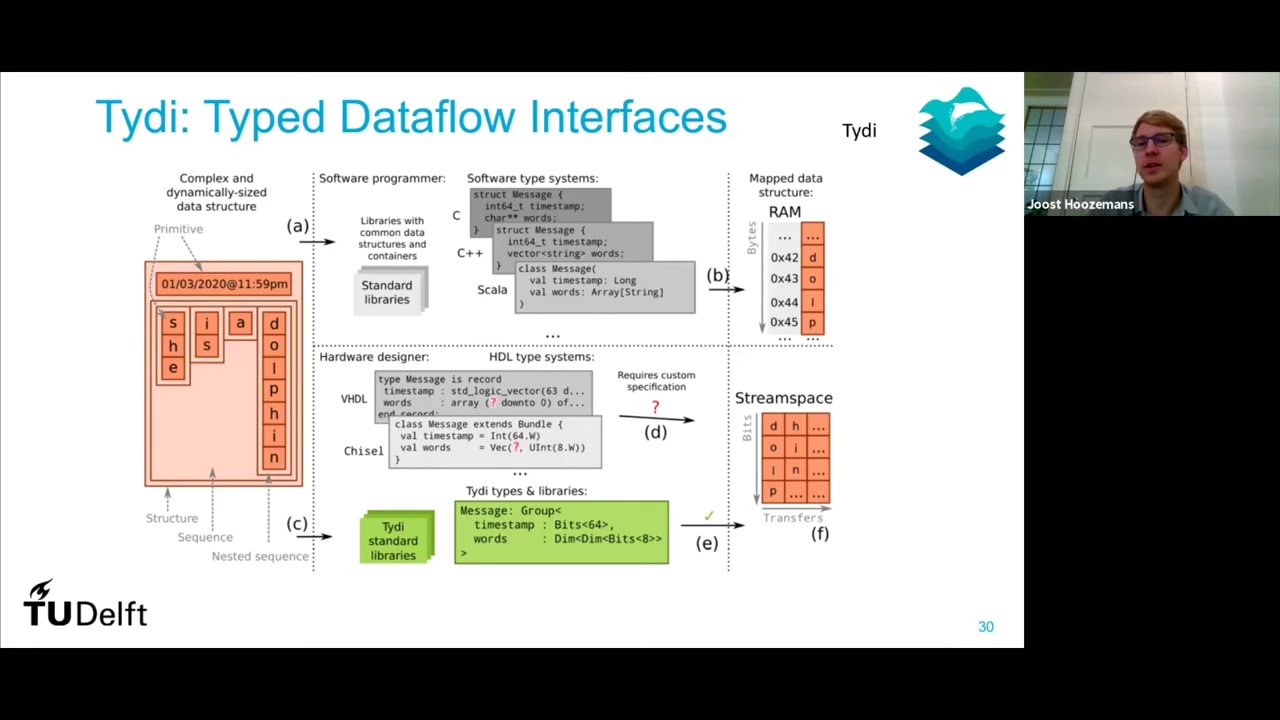 Tydi: Typed Dataflow Interfaces
Tydi
Joost Hoozemans
Complex and
dynamically-sized
data structure
Primitive
01/03/2020@11:59pm
s
h
e
i
s
a
d
o
l
p
h
i
n
Structure
Sequence
Nested sequence
(a)
(c)
Software programmer:
Libraries with
common data
structures and
containers
Standard
libraries
Software type systems:
C
struct Message {
int64_t timestamp;
char** words;
}
C++
struct Message {
int64_t timestamp;
vector<string> words;
}
Scala
class Message(
val timestamp: Long
val words: Array[String]
)
...
(b)
Mapped data
structure:
RAM
Bytes
... ...
0x42 d
0x43 o
0x44 l
0x45 p
... ...
Hardware designer:
HDL type systems:
VHDL
type Message is record
timestamp : std_logic_vector(63 d...
words : array (? downto 0) of...
end record;
Chisel
class Message extends Bundle {
val timestamp = Int(64.W)
val words = Vec(?, UInt(8.W))
}
...
Requires custom
specification
?
(d)
Tydi types & libraries:
Tydi
standard
libraries
Message: Group<
timestamp : Bits<64>,
words : Dim<Dim<Bits<8>>
>
✓
(e)
Streamspace
Bits
d h ...
o i ...
l n ...
p ... ...
Transfers
(f)
TUDelft
30